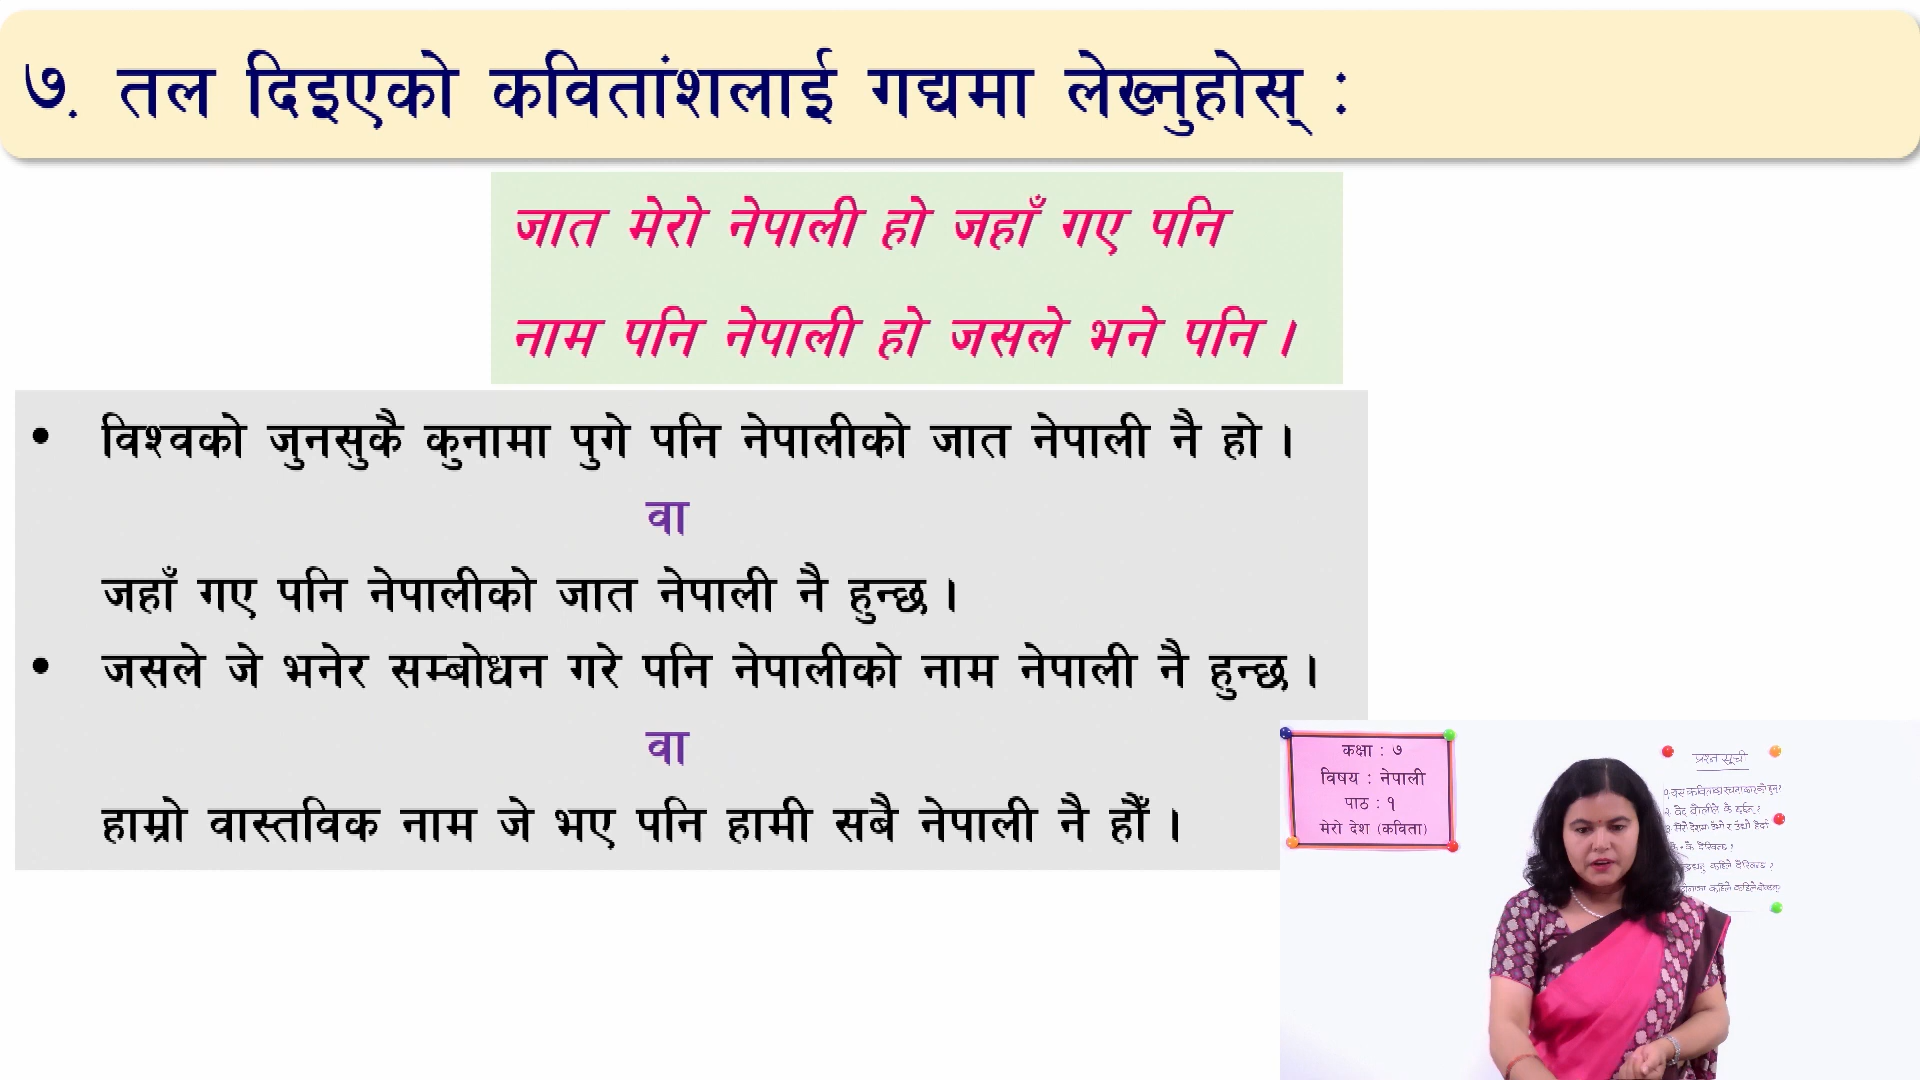 ७. तल दिइएको कवितांशलाई गद्यमा लेख्नुहोस् :
जात मेरो नेपाली हो जहाँ गए पनि
नाम पनि नेपाली हो जसले भने पनि ।
• विश्वको जुनसुकै कुनामा पुगे पनि नेपालीको जात नेपाली नै हो ।
वा
जहाँ गए पनि नेपालीको जात नेपाली नै हुन्छ ।
• जसले जे भनेर सम्बोधन गरे पनि नेपालीको नाम नेपाली नै हुन्छ ।
वा
हाम्रो वास्तविक नाम जे भए पनि हामी सबै नेपाली नै हौँ ।
कक्षा : ७
विषय : नेपाली
पाठ : १
मेरो देश (कविता)
प्रश्न सूची